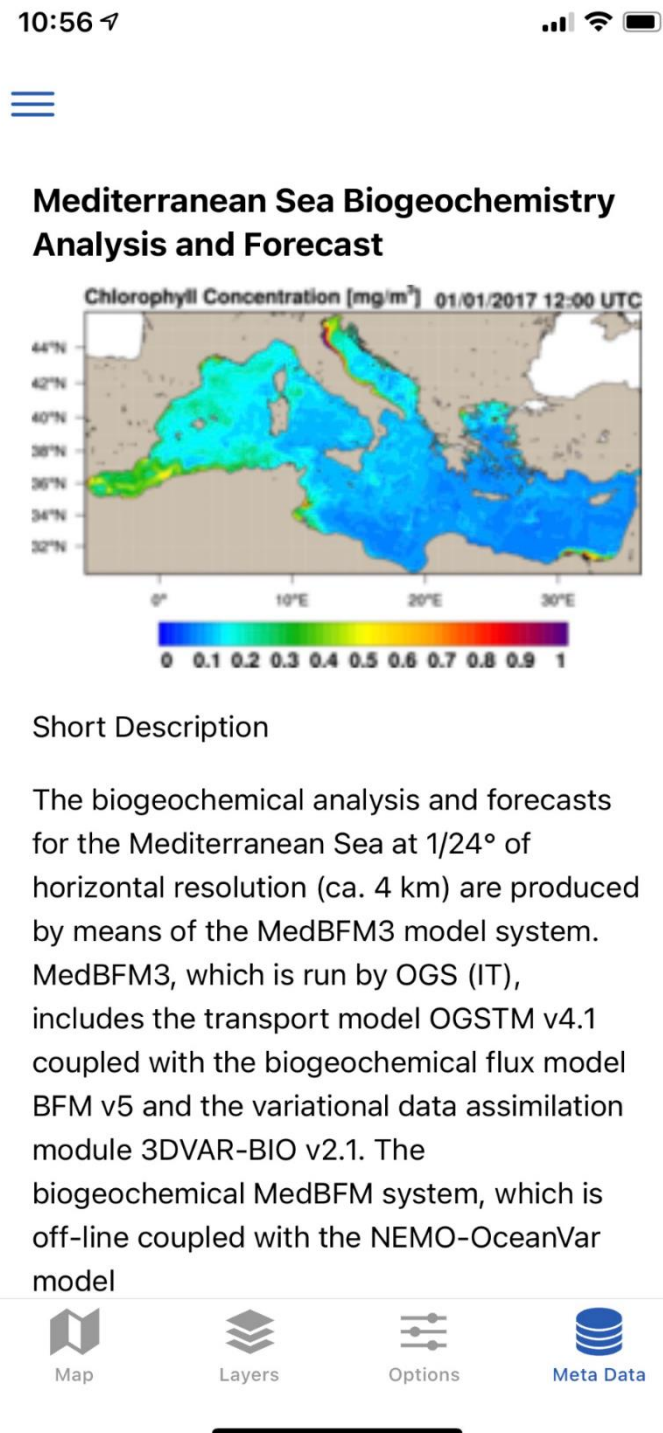 10:56
Mediterranean Sea Biogeochemistry
Analysis and Forecast
Chlorophyll Concentration [mg/m³] 01/01/2017 12:00 UTC
44°N
42°N
40°N
38°N
36°N
34°N
32°N
0° 10°E 20°E 30°E
0 0.1 0.2 0.3 0.4 0.5 0.6 0.7 0.8 0.9 1
Short Description
The biogeochemical analysis and forecasts
for the Mediterranean Sea at 1/24° of
horizontal resolution (ca. 4 km) are produced
by means of the MedBFM3 model system.
MedBFM3, which is run by OGS (IT),
includes the transport model OGSTM v4.1
coupled with the biogeochemical flux model
BFM v5 and the variational data assimilation
module 3DVAR-BIO v2.1. The
biogeochemical MedBFM system, which is
off-line coupled with the NEMO-OceanVar
model
Map Layers Options Meta Data